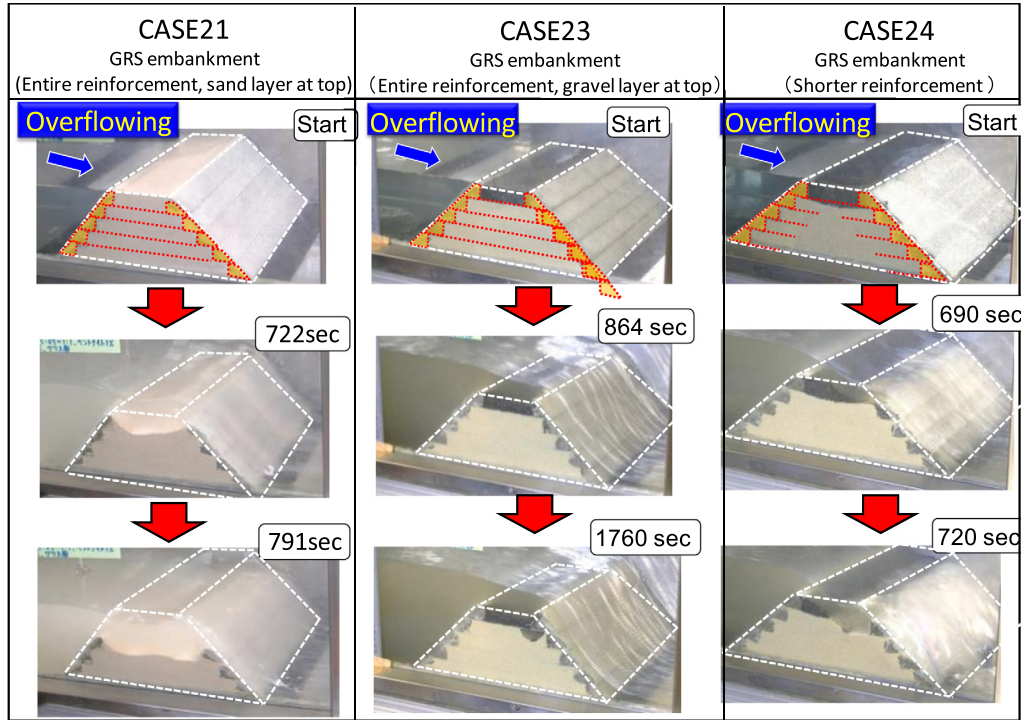 CASE21
GRS embankment
(Entire reinforcement, sand layer at top)
Overflowing
Start
722sec
791sec
CASE23
GRS embankment
(Entire reinforcement, gravel layer at top)
Overflowing
Start
864 sec
1760 sec
CASE24
GRS embankment
(Shorter reinforcement )
Overflowing
Start
690 sec
720 sec